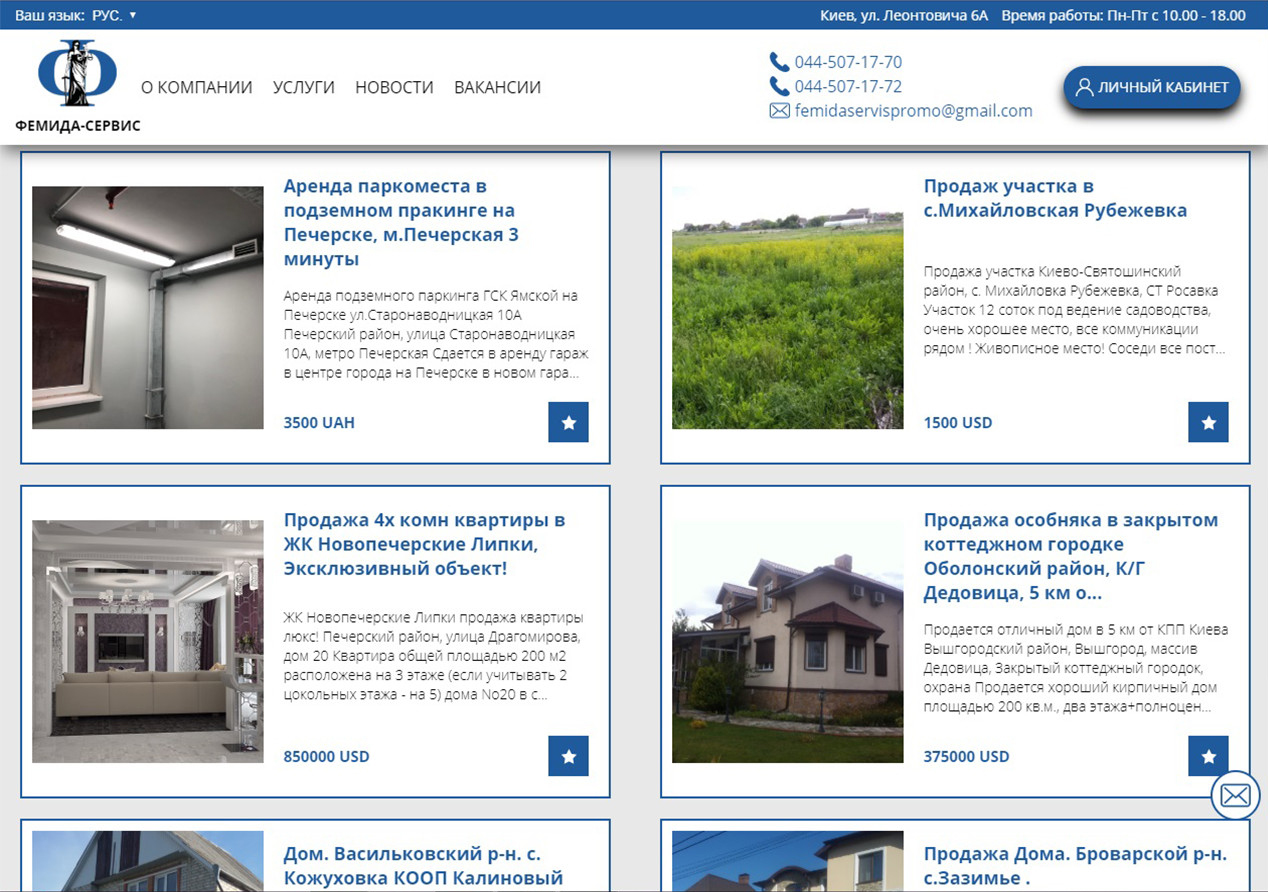 Ваш язык: РУС. ▼
Киев, ул. Леонтовича 6А Время работы: Пн-Пт с 10.00 - 18.00
ФЕМИДА-СЕРВИС
О КОМПАНИИ УСЛУГИ НОВОСТИ ВАКАНСИИ
044-507-17-70
044-507-17-72
femidaservispromo@gmail.com
ЛИЧНЫЙ КАБИНЕТ
Аренда паркоместа в
подземном пракинге на
Печерске, м.Печерская 3
минуты
Аренда подземного паркинга ГСК Ямской на
Печерске ул.Старонаводницкая 10А
Печерский район, улица Старонаводницкая
10А, метро Печерская Сдается в аренду гараж
в центре города на Печерске в новом гара...
3500 UAH
Продаж участка в
с.Михайловская Рубежевка
Продажа участка Киево-Святошинский
район, с. Михайловка Рубежевка, СТ Росавка
Участок 12 соток под ведение садоводства,
очень хорошее место, все коммуникации
рядом ! Живописное место! Соседи все пост...
1500 USD
Продажа 4х комн квартиры в
ЖК Новопечерские Липки,
Эксклюзивный объект!
ЖК Новопечерские Липки продажа квартиры
люкс! Печерский район, улица Драгомирова,
дом 20 Квартира общей площадью 200 м2
расположена на 3 этаже (если учитывать 2
цокольных этажа - на 5) дома No20 в с...
850000 USD
Продажа особняка в закрытом
коттеджном городке
Оболонский район, К/Г
Дедовица, 5 км о...
Продается отличный дом в 5 км от КПП Киева
Вышгородский район, Вышгород, массив
Дедовица, Закрытый коттеджный городок,
охрана Продается хороший кирпичный дом
площадью 200 кв.м., два этажа+полноцен...
375000 USD
Дом. Васильковский р-н. с.
Кожуховка КООП Калиновый
Продажа Дома. Броварской р-н.
с.Зазимье .